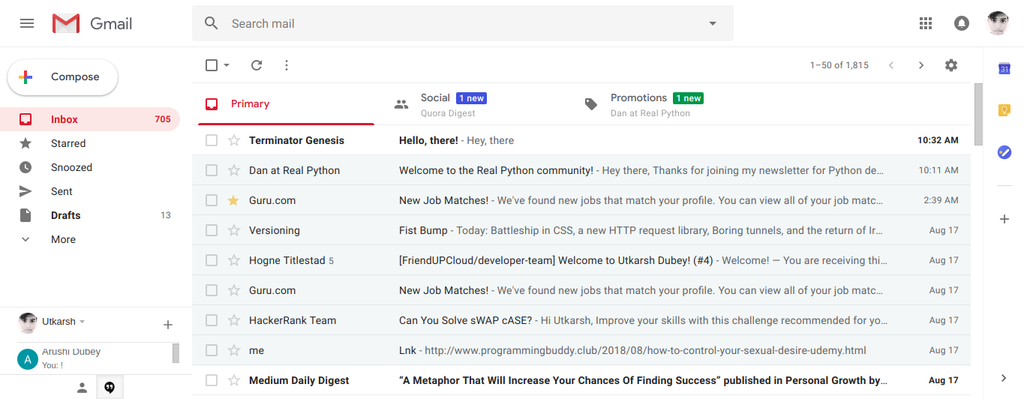 Gmail
Search mail
Compose
1–50 of 1,815
31
Inbox 705
Starred
Snoozed
Sent
Drafts 13
More
Primary
Social 1 new
Quora Digest
Promotions 1 new
Dan at Real Python
Terminator Genesis Hello, there! - Hey, there 10:32 AM
Dan at Real Python Welcome to the Real Python community! - Hey there, Thanks for joining my newsletter for Python de... 10:11 AM
Guru.com New Job Matches! - We've found new jobs that match your profile. You can view all of your job matc... 2:39 AM
Versioning Fist Bump - Today: Battleship in CSS, a new HTTP request library, Boring tunnels, and the return of Ir... Aug 17
Hogne Titlestad 5 [FriendUPCloud/developer-team] Welcome to Utkarsh Dubey! (#4) - Welcome! — You are receiving thi... Aug 17
Guru.com New Job Matches! - We've found new jobs that match your profile. You can view all of your job matc... Aug 17
HackerRank Team Can You Solve sWAP cASE? - Hi Utkarsh, Improve your skills with this challenge recommended for yo... Aug 17
me Lnk - http://www.programmingbuddy.club/2018/08/how-to-control-your-sexual-desire-udemy.html Aug 17
Medium Daily Digest “A Metaphor That Will Increase Your Chances Of Finding Success” published in Personal Growth by... Aug 17
Utkarsh
A
Arushi Dubey
You: !